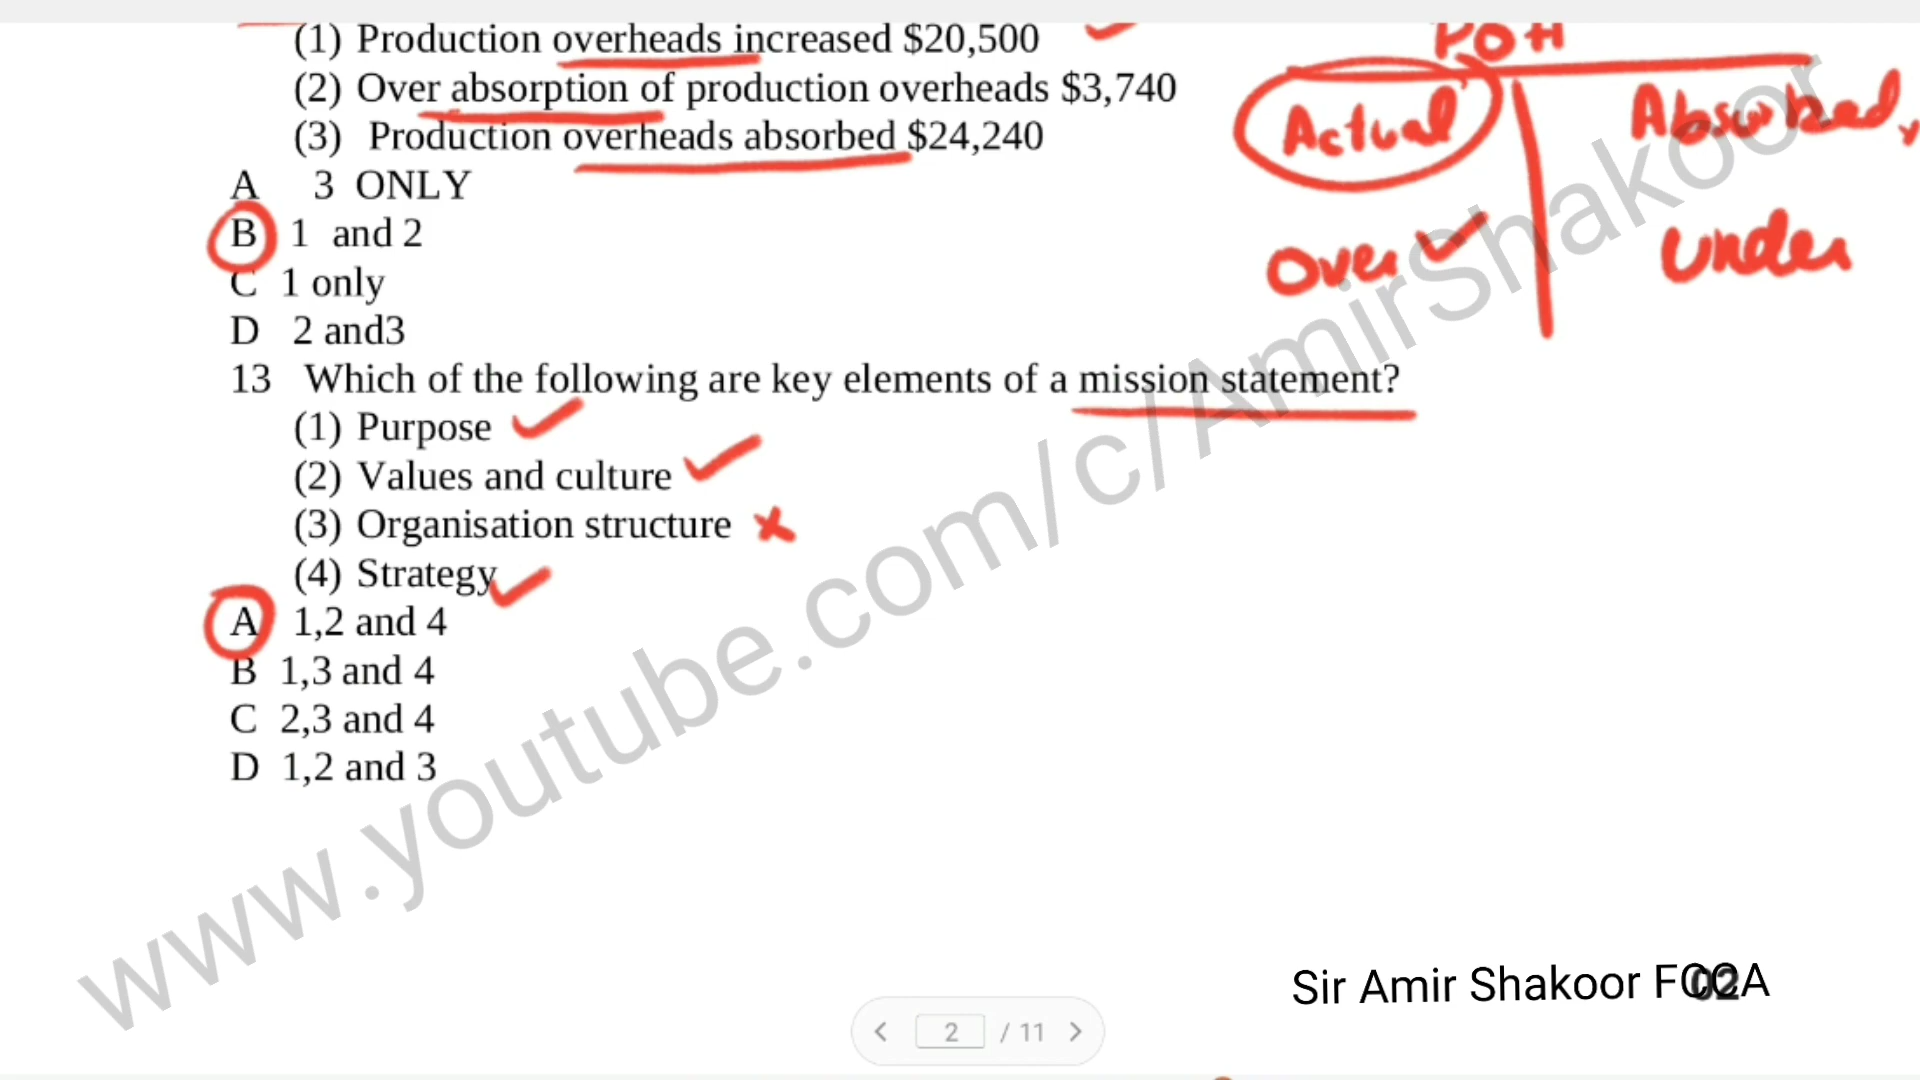 (1) Production overheads increased $20,500
(2) Over absorption of production overheads $3,740
(3) Production overheads absorbed $24,240
A 3 ONLY
B 1 and 2
C 1 only
D 2 and3
POH
Actual
Absorbed
Over
Under
13 Which of the following are key elements of a mission statement?
(1) Purpose
(2) Values and culture
(3) Organisation structure
(4) Strategy
A 1,2 and 4
B 1,3 and 4
C 2,3 and 4
D 1,2 and 3
www.youtube.com/c/AmirShakoor
Sir Amir Shakoor FCCA
02
2 / 11